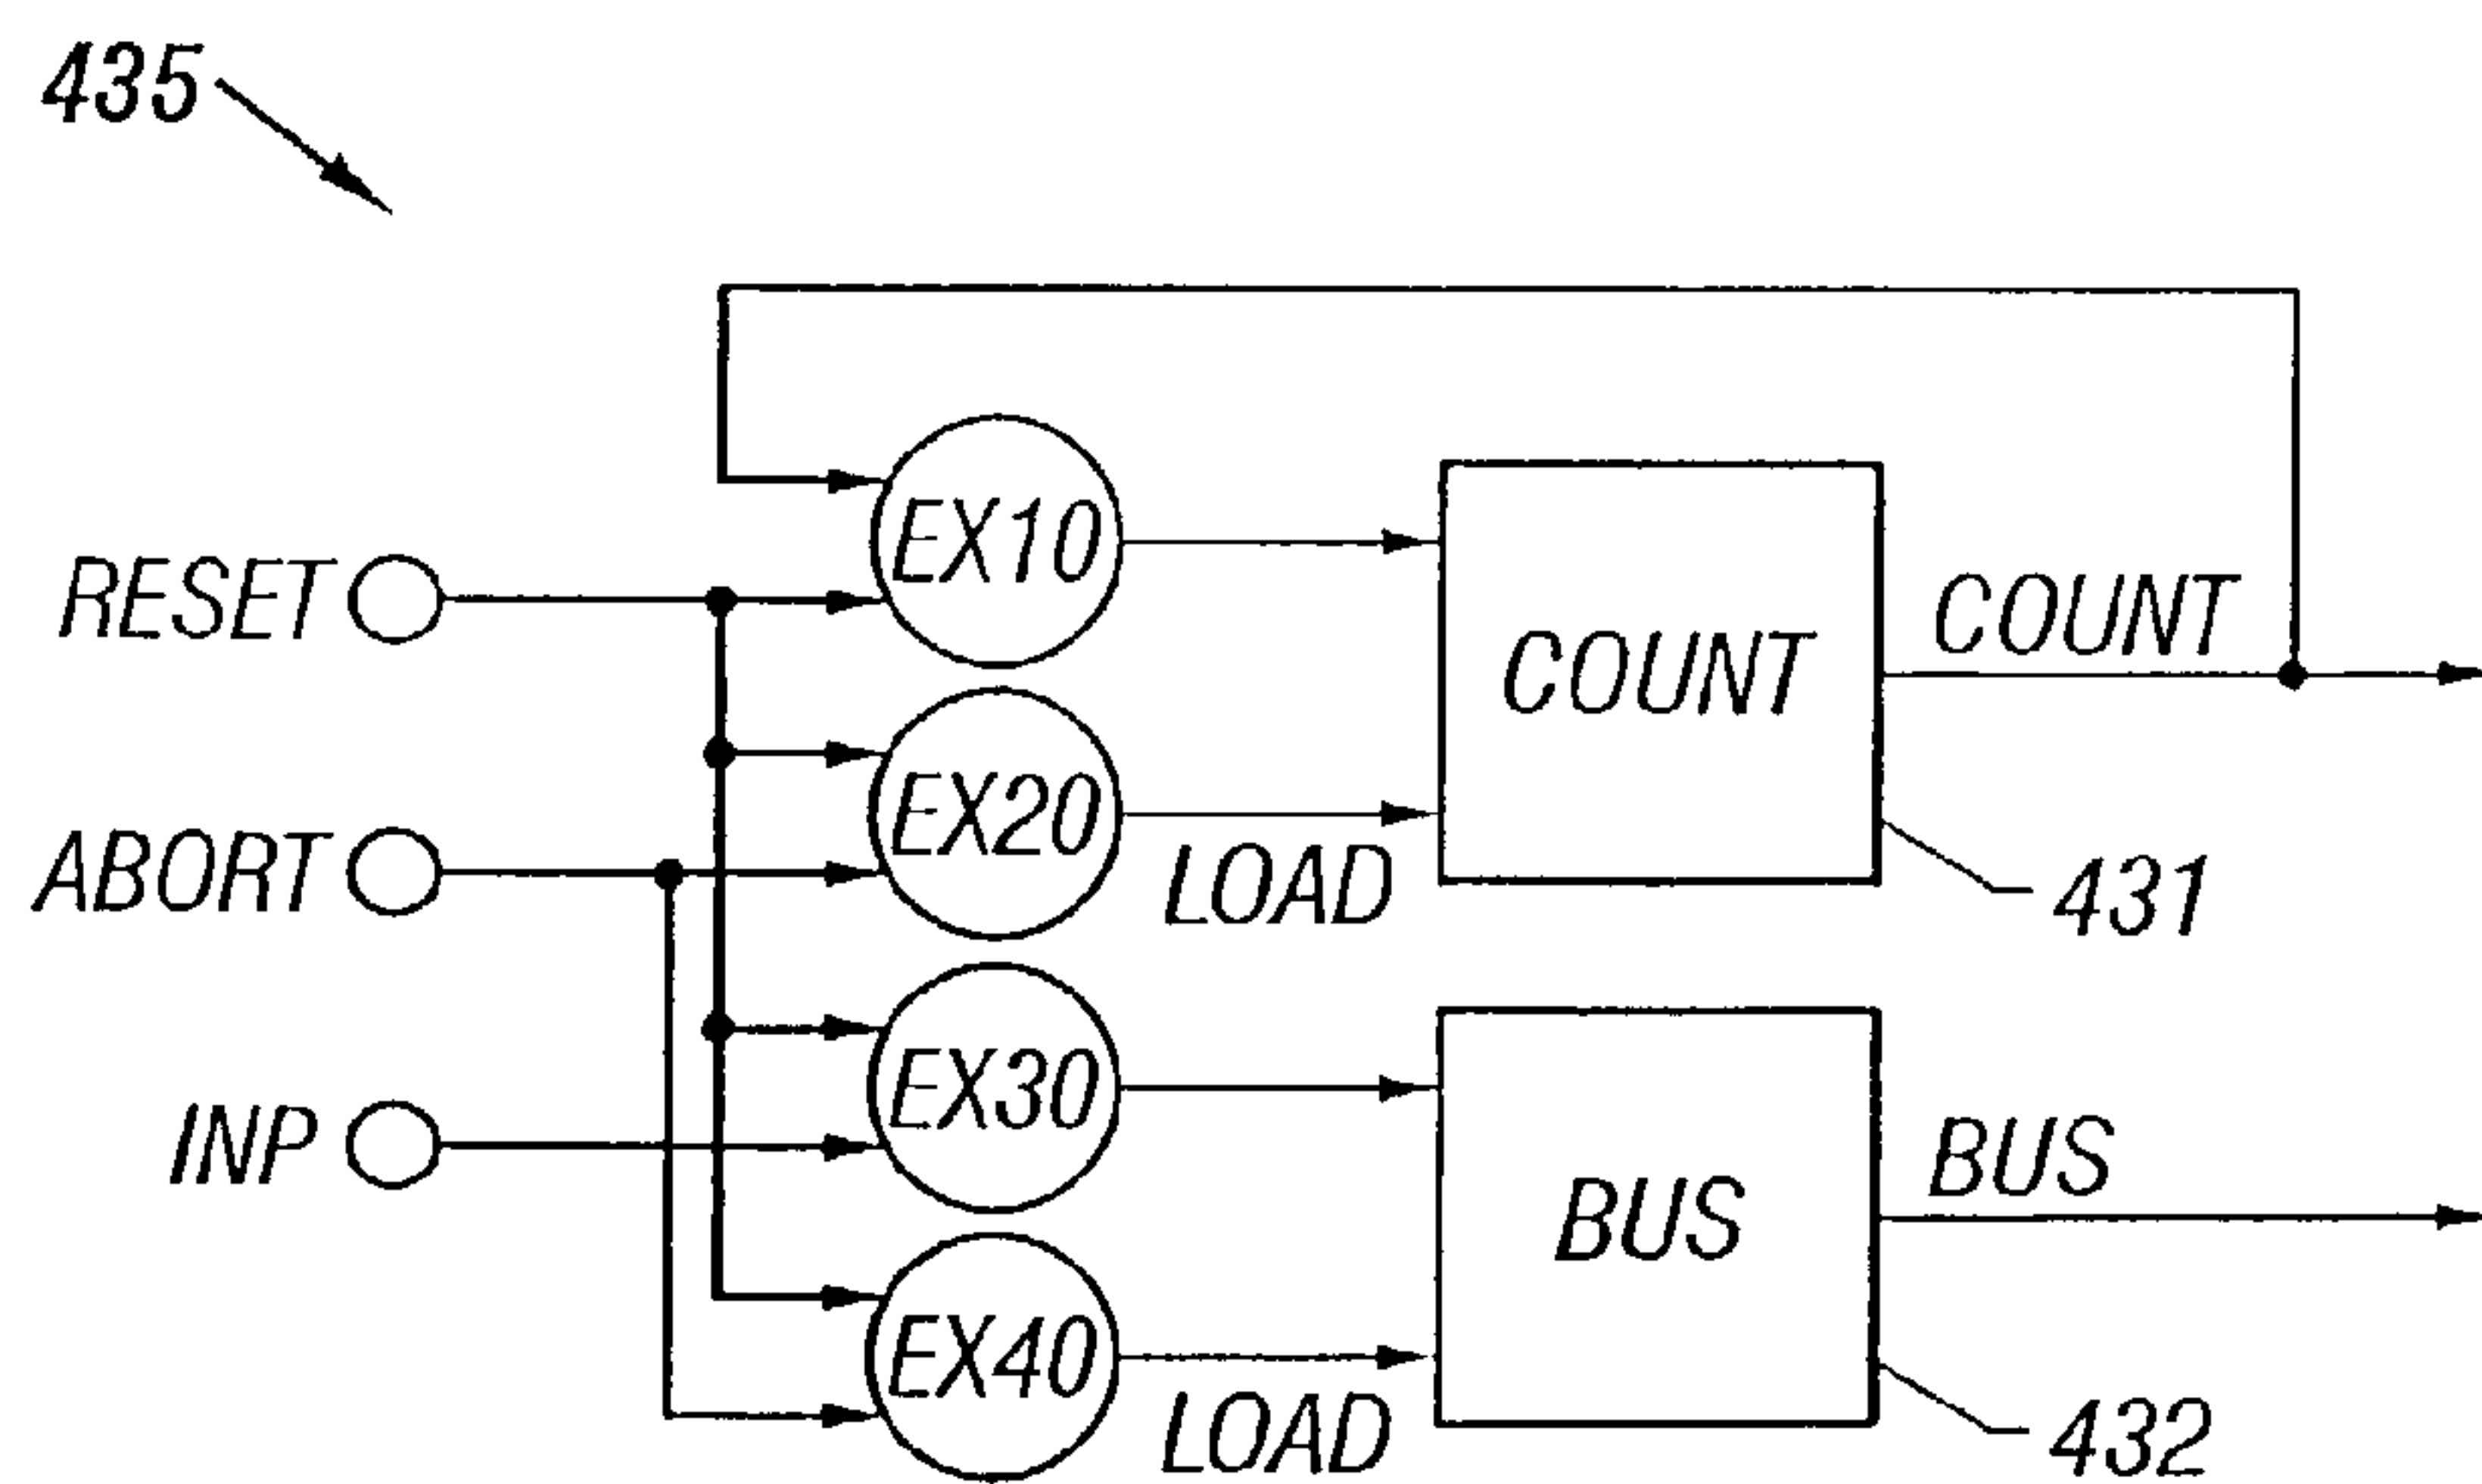 435
EX10
RESET
COUNT
COUNT
EX20
LOAD
ABORT
431
EX30
INP
BUS
BUS
EX40
LOAD
432